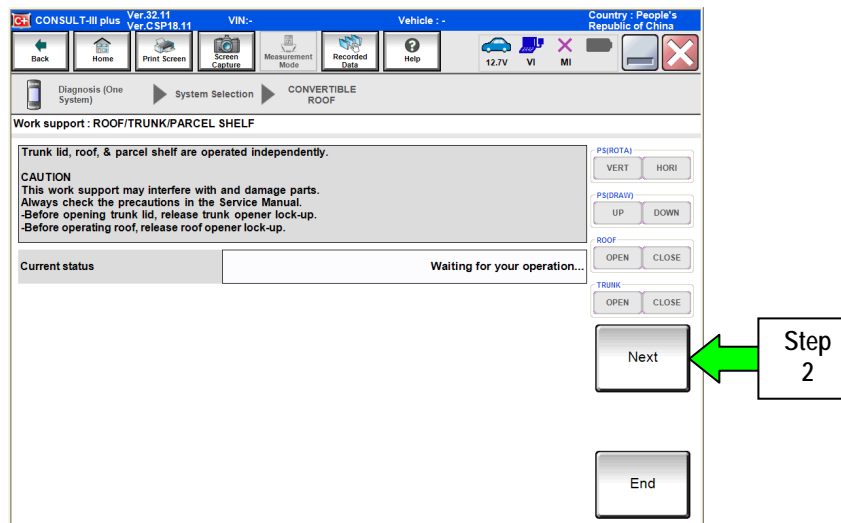 CONSULT-III plus Ver.32.11 Ver.CSP18.11 VIN:- Vehicle : - Country : People's Republic of China
Back Home Print Screen Screen Capture Measurement Mode Recorded Data Help 12.7V VI MI
Diagnosis (One System) System Selection CONVERTIBLE ROOF
Work support : ROOF/TRUNK/PARCEL SHELF
Trunk lid, roof, & parcel shelf are operated independently.
CAUTION
This work support may interfere with and damage parts.
Always check the precautions in the Service Manual.
-Before opening trunk lid, release trunk opener lock-up.
-Before operating roof, release roof opener lock-up.
Current status Waiting for your operation...
PS(ROTA)
VERT HORI
PS(DRAW)
UP DOWN
ROOF
OPEN CLOSE
TRUNK
OPEN CLOSE
Next
Step
2
End